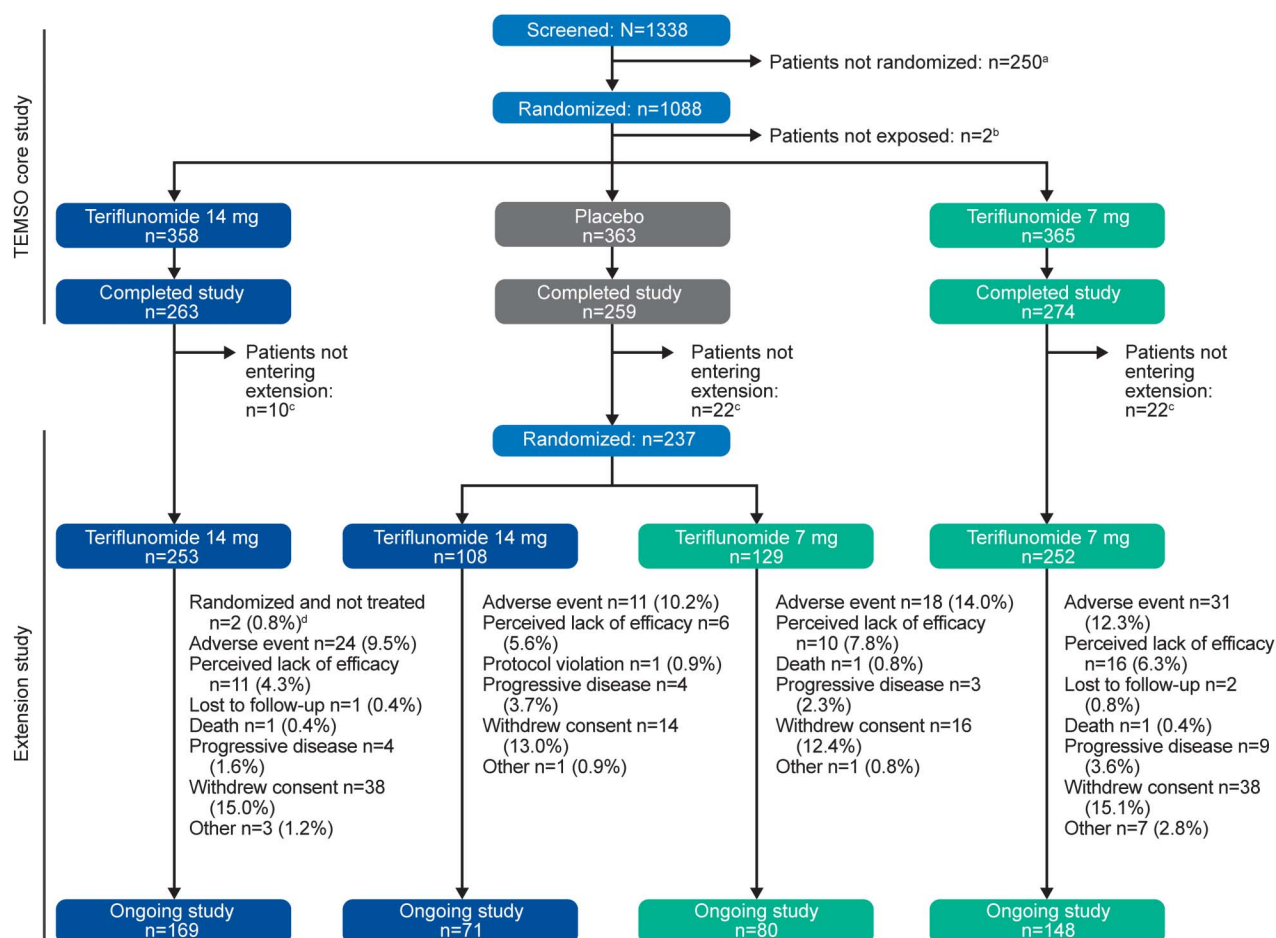 TEMSO core study
Screened: N=1338
Patients not randomized: n=250ᵃ
Randomized: n=1088
Patients not exposed: n=2ᵇ
Teriflunomide 14 mg
n=358
Placebo
n=363
Teriflunomide 7 mg
n=365
Completed study
n=263
Completed study
n=259
Completed study
n=274
Patients not
entering
extension:
n=10ᶜ
Patients not
entering
extension:
n=22ᶜ
Patients not
entering
extension:
n=22ᶜ
Extension study
Randomized: n=237
Teriflunomide 14 mg
n=253
Teriflunomide 14 mg
n=108
Teriflunomide 7 mg
n=129
Teriflunomide 7 mg
n=252
Randomized and not treated
n=2 (0.8%)ᵈ
Adverse event n=24 (9.5%)
Perceived lack of efficacy
n=11 (4.3%)
Lost to follow-up n=1 (0.4%)
Death n=1 (0.4%)
Progressive disease n=4
(1.6%)
Withdrew consent n=38
(15.0%)
Other n=3 (1.2%)
Adverse event n=11 (10.2%)
Perceived lack of efficacy n=6
(5.6%)
Protocol violation n=1 (0.9%)
Progressive disease n=4
(3.7%)
Withdrew consent n=14
(13.0%)
Other n=1 (0.9%)
Adverse event n=18 (14.0%)
Perceived lack of efficacy
n=10 (7.8%)
Death n=1 (0.8%)
Progressive disease n=3
(2.3%)
Withdrew consent n=16
(12.4%)
Other n=1 (0.8%)
Adverse event n=31
(12.3%)
Perceived lack of efficacy
n=16 (6.3%)
Lost to follow-up n=2
(0.8%)
Death n=1 (0.4%)
Progressive disease n=9
(3.6%)
Withdrew consent n=38
(15.1%)
Other n=7 (2.8%)
Ongoing study
n=169
Ongoing study
n=71
Ongoing study
n=80
Ongoing study
n=148